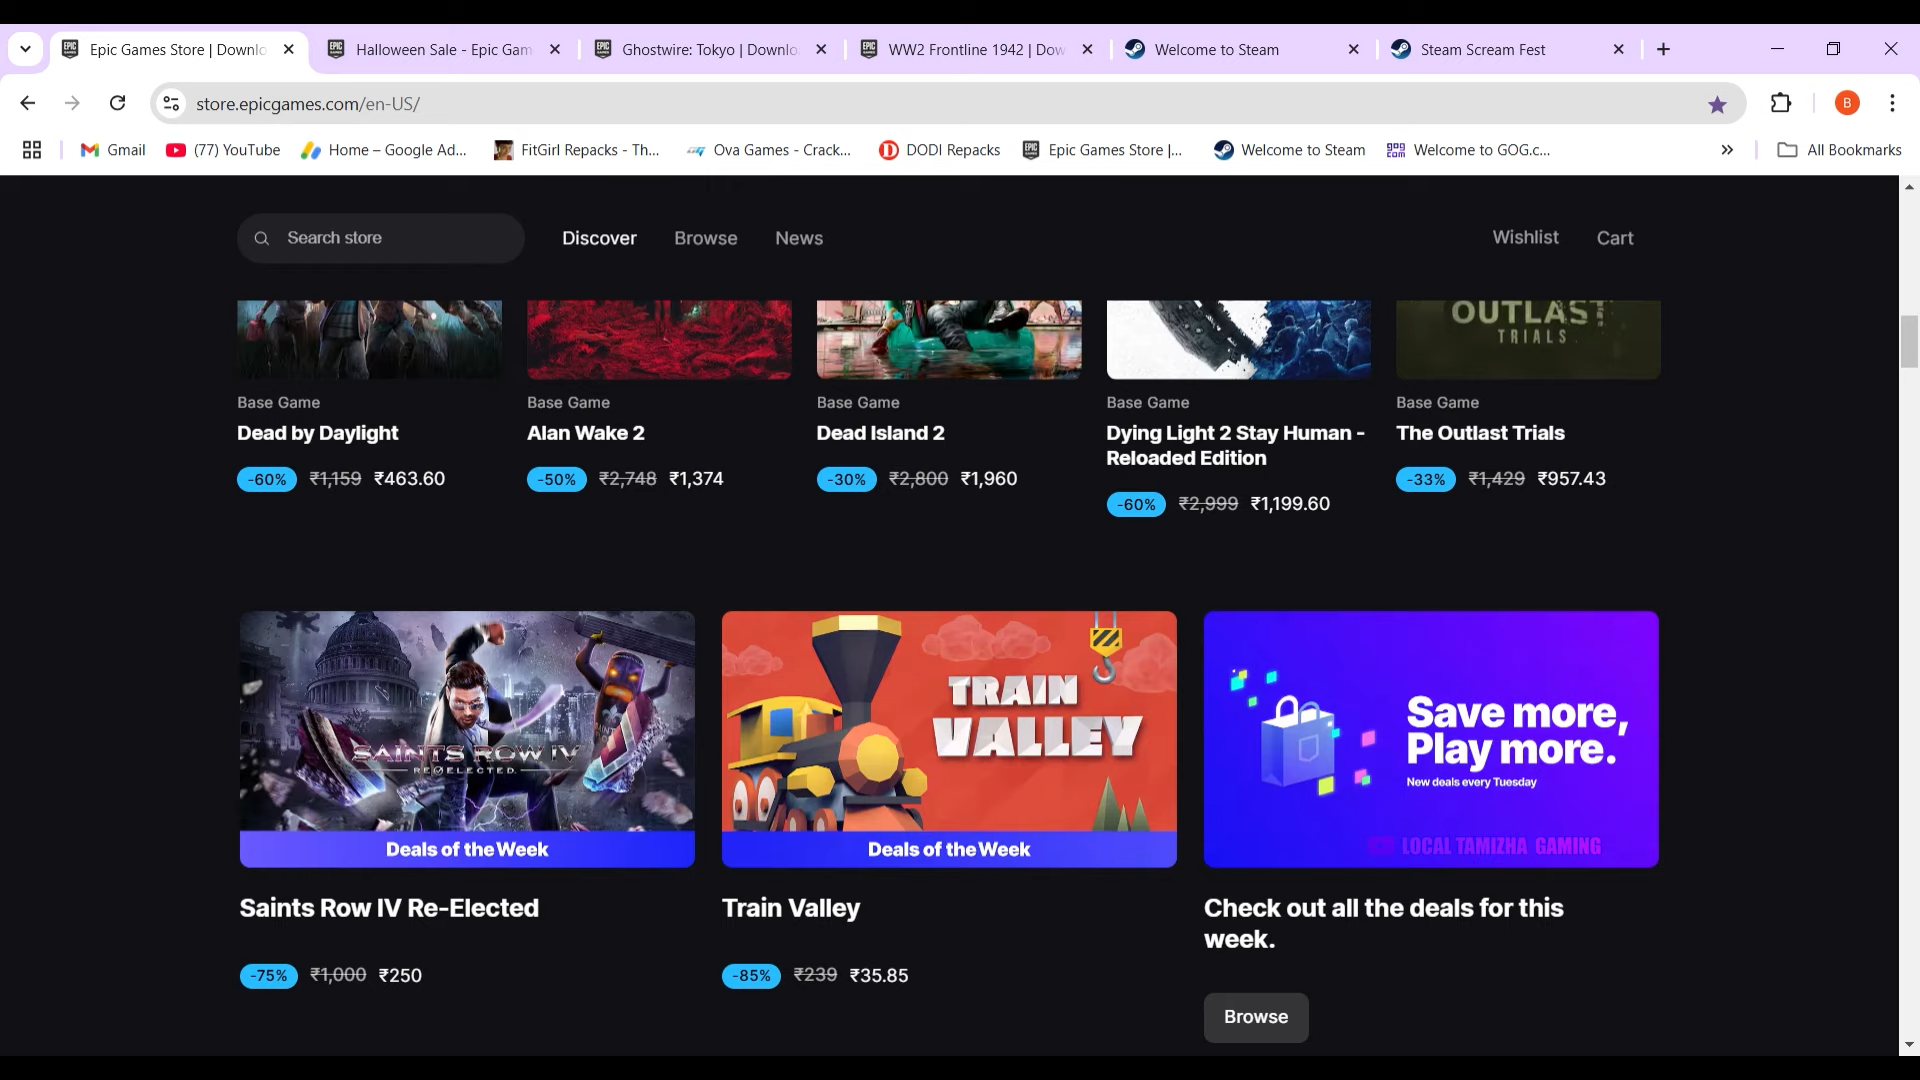 Epic Games Store | Downlo
Halloween Sale - Epic Gam
Ghostwire: Tokyo | Downlo
WW2 Frontline 1942 | Dow
Welcome to Steam
Steam Scream Fest
store.epicgames.com/en-US/
B
Gmail
(77) YouTube
Home – Google Ad...
FitGirl Repacks - Th...
Ova Games - Crack...
DODI Repacks
Epic Games Store |...
Welcome to Steam
Welcome to GOG.c...
All Bookmarks
Search store
Discover
Browse
News
Wishlist
Cart
OUTLAST
TRIALS
Base Game
Dead by Daylight
-60% ₹1,159 ₹463.60
Base Game
Alan Wake 2
-50% ₹2,748 ₹1,374
Base Game
Dead Island 2
-30% ₹2,800 ₹1,960
Base Game
Dying Light 2 Stay Human -
Reloaded Edition
-60% ₹2,999 ₹1,199.60
Base Game
The Outlast Trials
-33% ₹1,429 ₹957.43
SAINTS ROW IV
RE-ELECTED
Deals of the Week
Saints Row IV Re-Elected
-75% ₹1,000 ₹250
TRAIN
VALLEY
Deals of the Week
Train Valley
-85% ₹239 ₹35.85
Save more,
Play more.
New deals every Tuesday
LOCAL TAMIZHA GAMING
Check out all the deals for this
week.
Browse